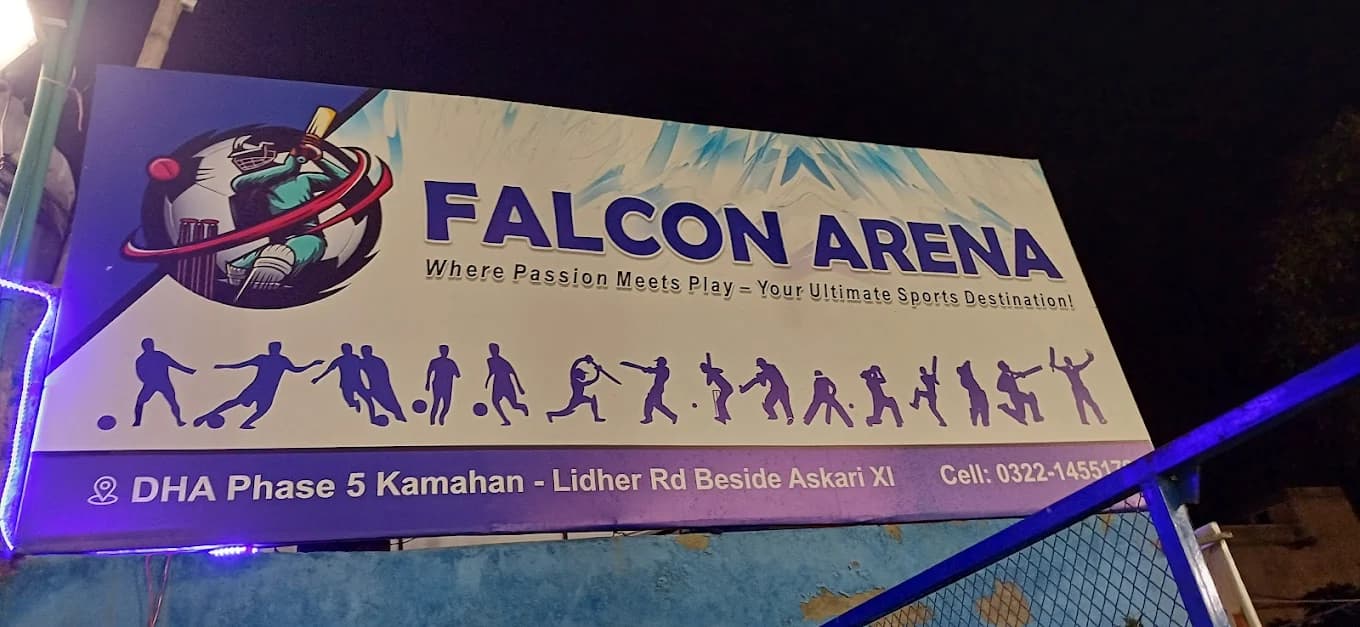 FALCON ARENA
Where Passion Meets Play – Your Ultimate Sports Destination!
DHA Phase 5 Kamahan - Lidher Rd Beside Askari XI
Cell: